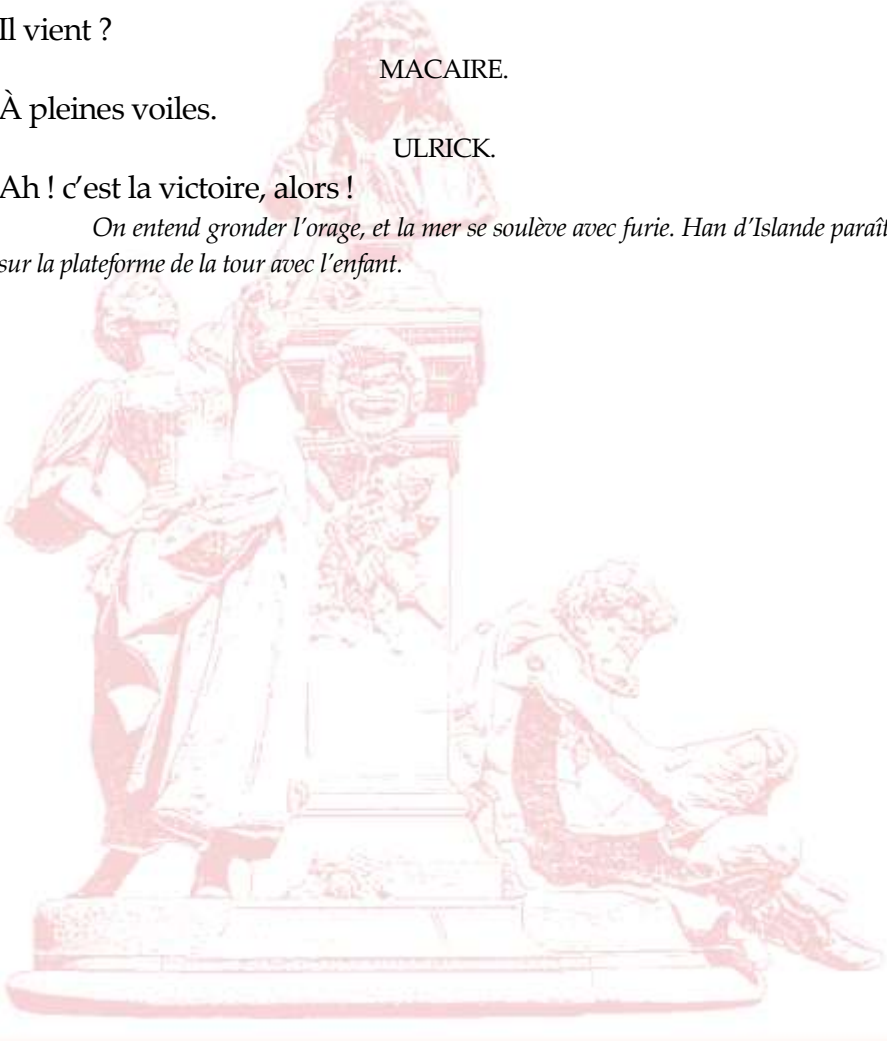 Il vient ?
MACAIRE.
À pleines voiles.
ULRICK.
Ah ! c’est la victoire, alors !
On entend gronder l’orage, et la mer se soulève avec furie. Han d’Islande paraît
sur la plateforme de la tour avec l’enfant.